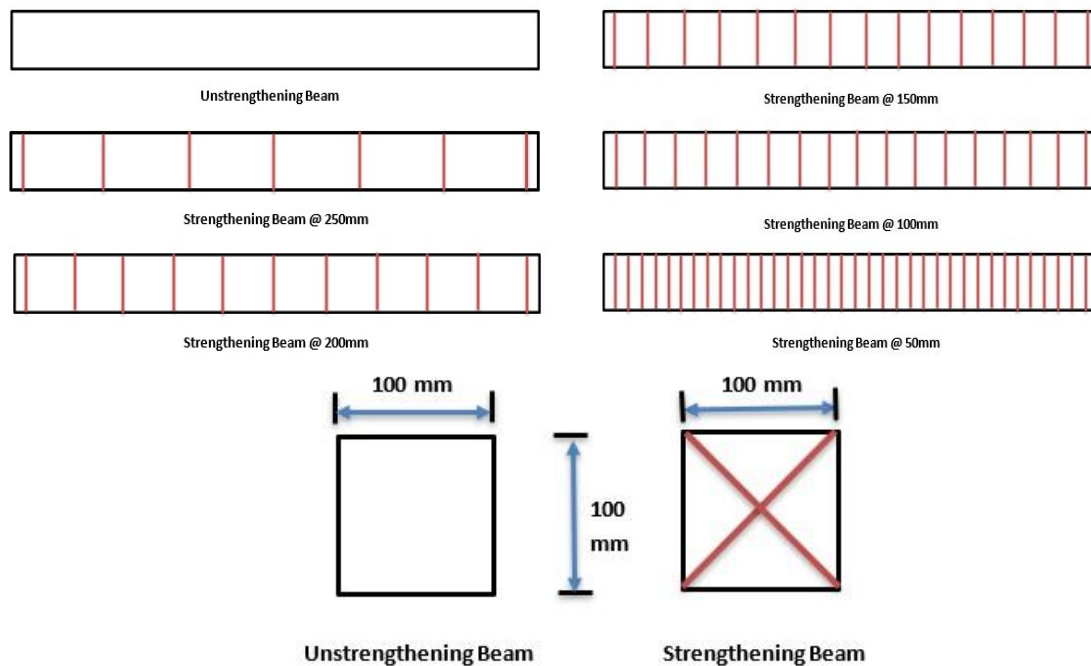 Unstrengthening Beam
Strengthening Beam @ 150mm
Strengthening Beam @ 250mm
Strengthening Beam @ 100mm
Strengthening Beam @ 200mm
Strengthening Beam @ 50mm
100 mm
100 mm
100
mm
Unstrengthening Beam
Strengthening Beam